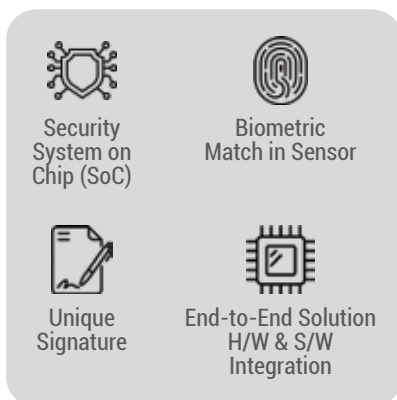 Security
System on
Chip (SoC)
Biometric
Match in Sensor
Unique
Signature
End-to-End Solution
H/W & S/W
Integration